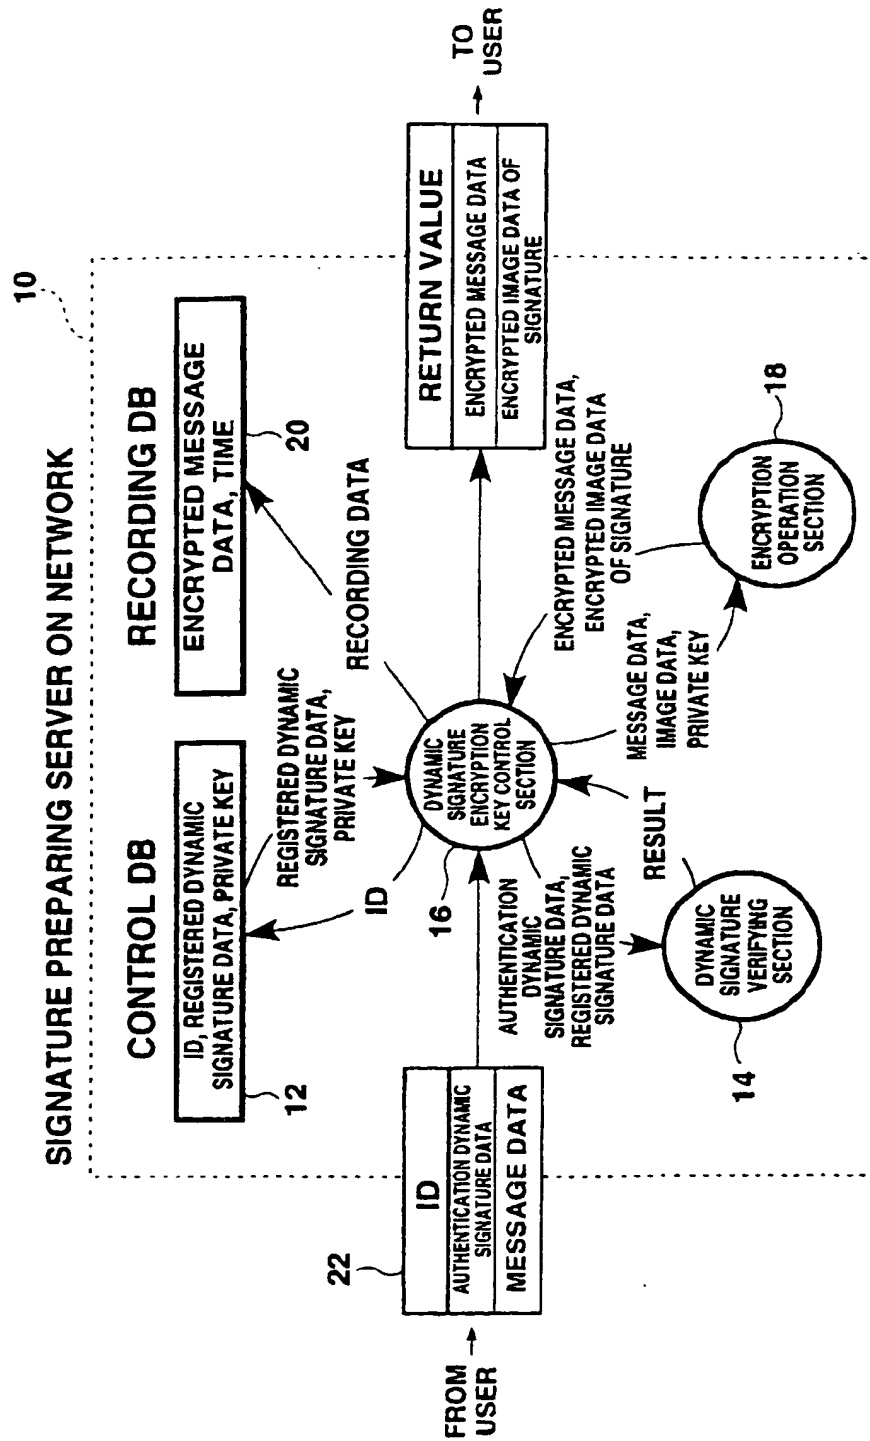 SIGNATURE PREPARING SERVER ON NETWORK
10
CONTROL DB
ID, REGISTERED DYNAMIC
SIGNATURE DATA, PRIVATE KEY
12
RECORDING DB
ENCRYPTED MESSAGE
DATA, TIME
20
REGISTERED DYNAMIC
SIGNATURE DATA,
PRIVATE KEY
ID
RECORDING DATA
22
FROM
USER
ID
AUTHENTICATION DYNAMIC
SIGNATURE DATA
MESSAGE DATA
16
DYNAMIC
SIGNATURE
ENCRYPTION
KEY CONTROL
SECTION
RETURN VALUE
ENCRYPTED MESSAGE DATA
ENCRYPTED IMAGE DATA OF
SIGNATURE
TO
USER
AUTHENTICATION
DYNAMIC
SIGNATURE DATA,
REGISTERED DYNAMIC
SIGNATURE DATA
RESULT
14
DYNAMIC
SIGNATURE
VERIFYING
SECTION
ENCRYPTED MESSAGE DATA,
ENCRYPTED IMAGE DATA
OF SIGNATURE
MESSAGE DATA,
IMAGE DATA,
PRIVATE KEY
18
ENCRYPTION
OPERATION
SECTION